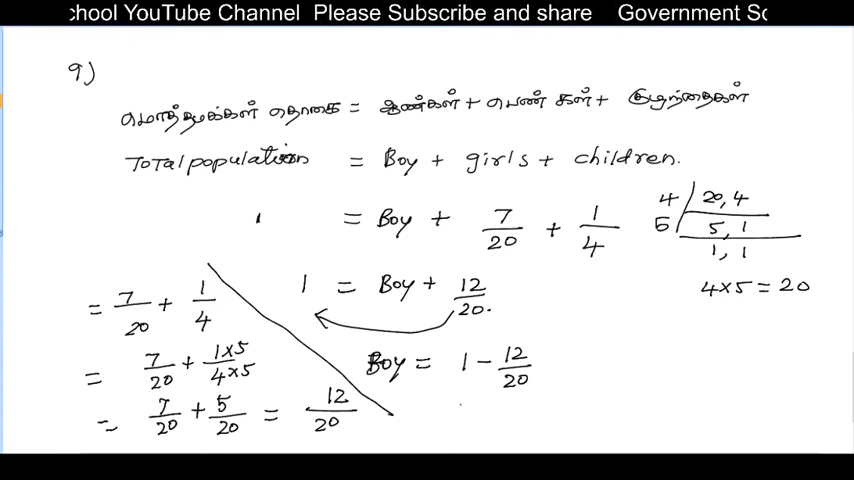 chool YouTube Channel Please Subscribe and share Government Sc
9)
மொத்தமக்கள் தொகை = ஆண்கள் + பெண்கள் + குழந்தைகள்
Total population = Boy + girls + children.
= Boy + 7/20 + 1/4
4 | 20, 4
5 | 5, 1
1, 1
4×5 = 20
1 = Boy + 12/20.
Boy = 1 - 12/20
= 7/20 + 1/4
= 7/20 + 1×5/4×5
= 7/20 + 5/20 = 12/20